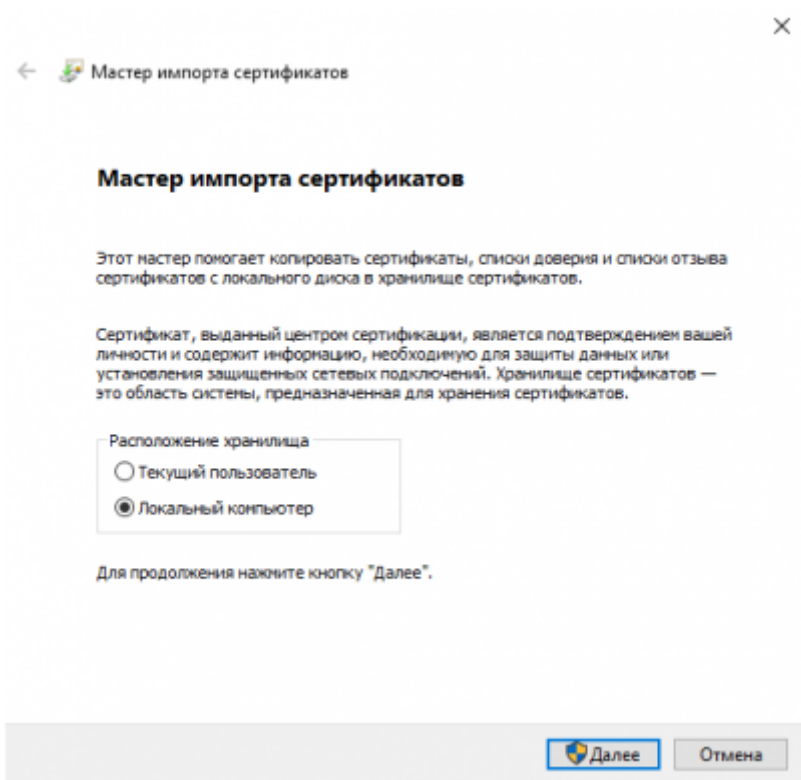 Мастер импорта сертификатов
Мастер импорта сертификатов
Этот мастер помогает копировать сертификаты, списки доверия и списки отзыва
сертификатов с локального диска в хранилище сертификатов.
Сертификат, выданный центром сертификации, является подтверждением вашей
личности и содержит информацию, необходимую для защиты данных или
установления защищенных сетевых подключений. Хранилище сертификатов —
это область системы, предназначенная для хранения сертификатов.
Расположение хранилища
Текущий пользователь
Локальный компьютер
Для продолжения нажмите кнопку "Далее".
Далее Отмена